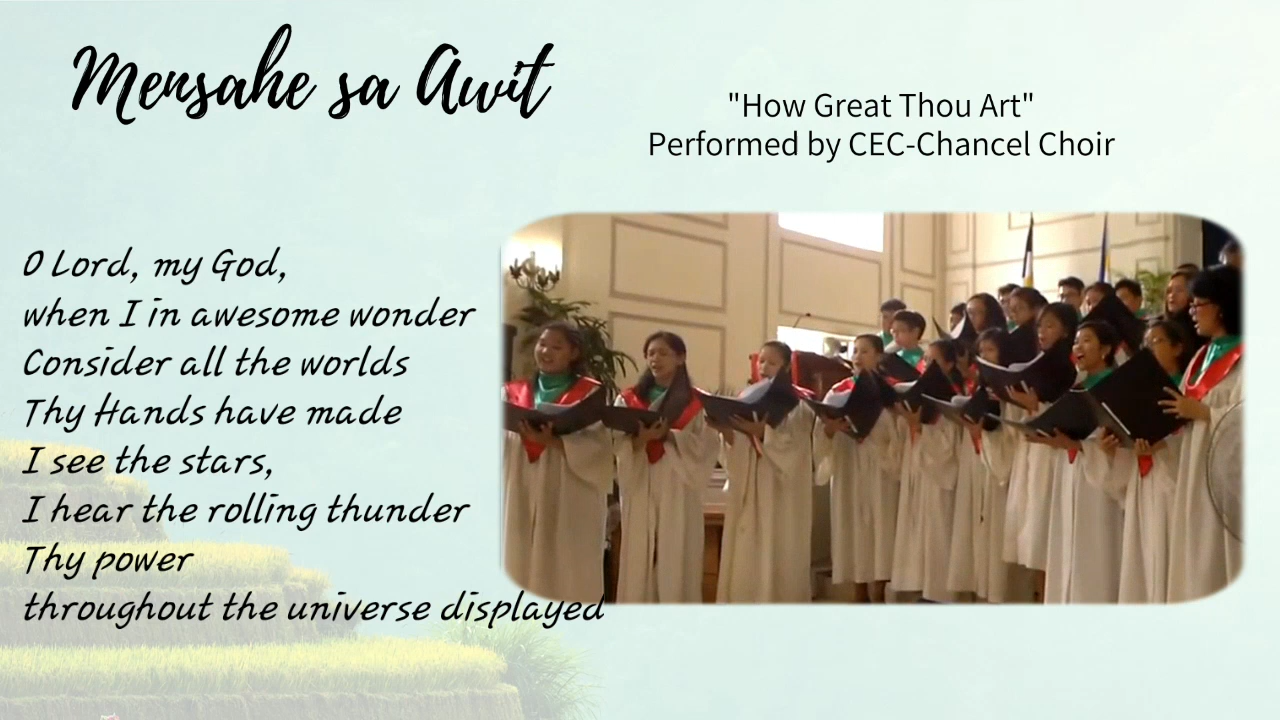 Mensahe sa Awit
"How Great Thou Art"
Performed by CEC-Chancel Choir
O Lord, my God,
when I in awesome wonder
Consider all the worlds
Thy Hands have made
I see the stars,
I hear the rolling thunder
Thy power
throughout the universe displayed